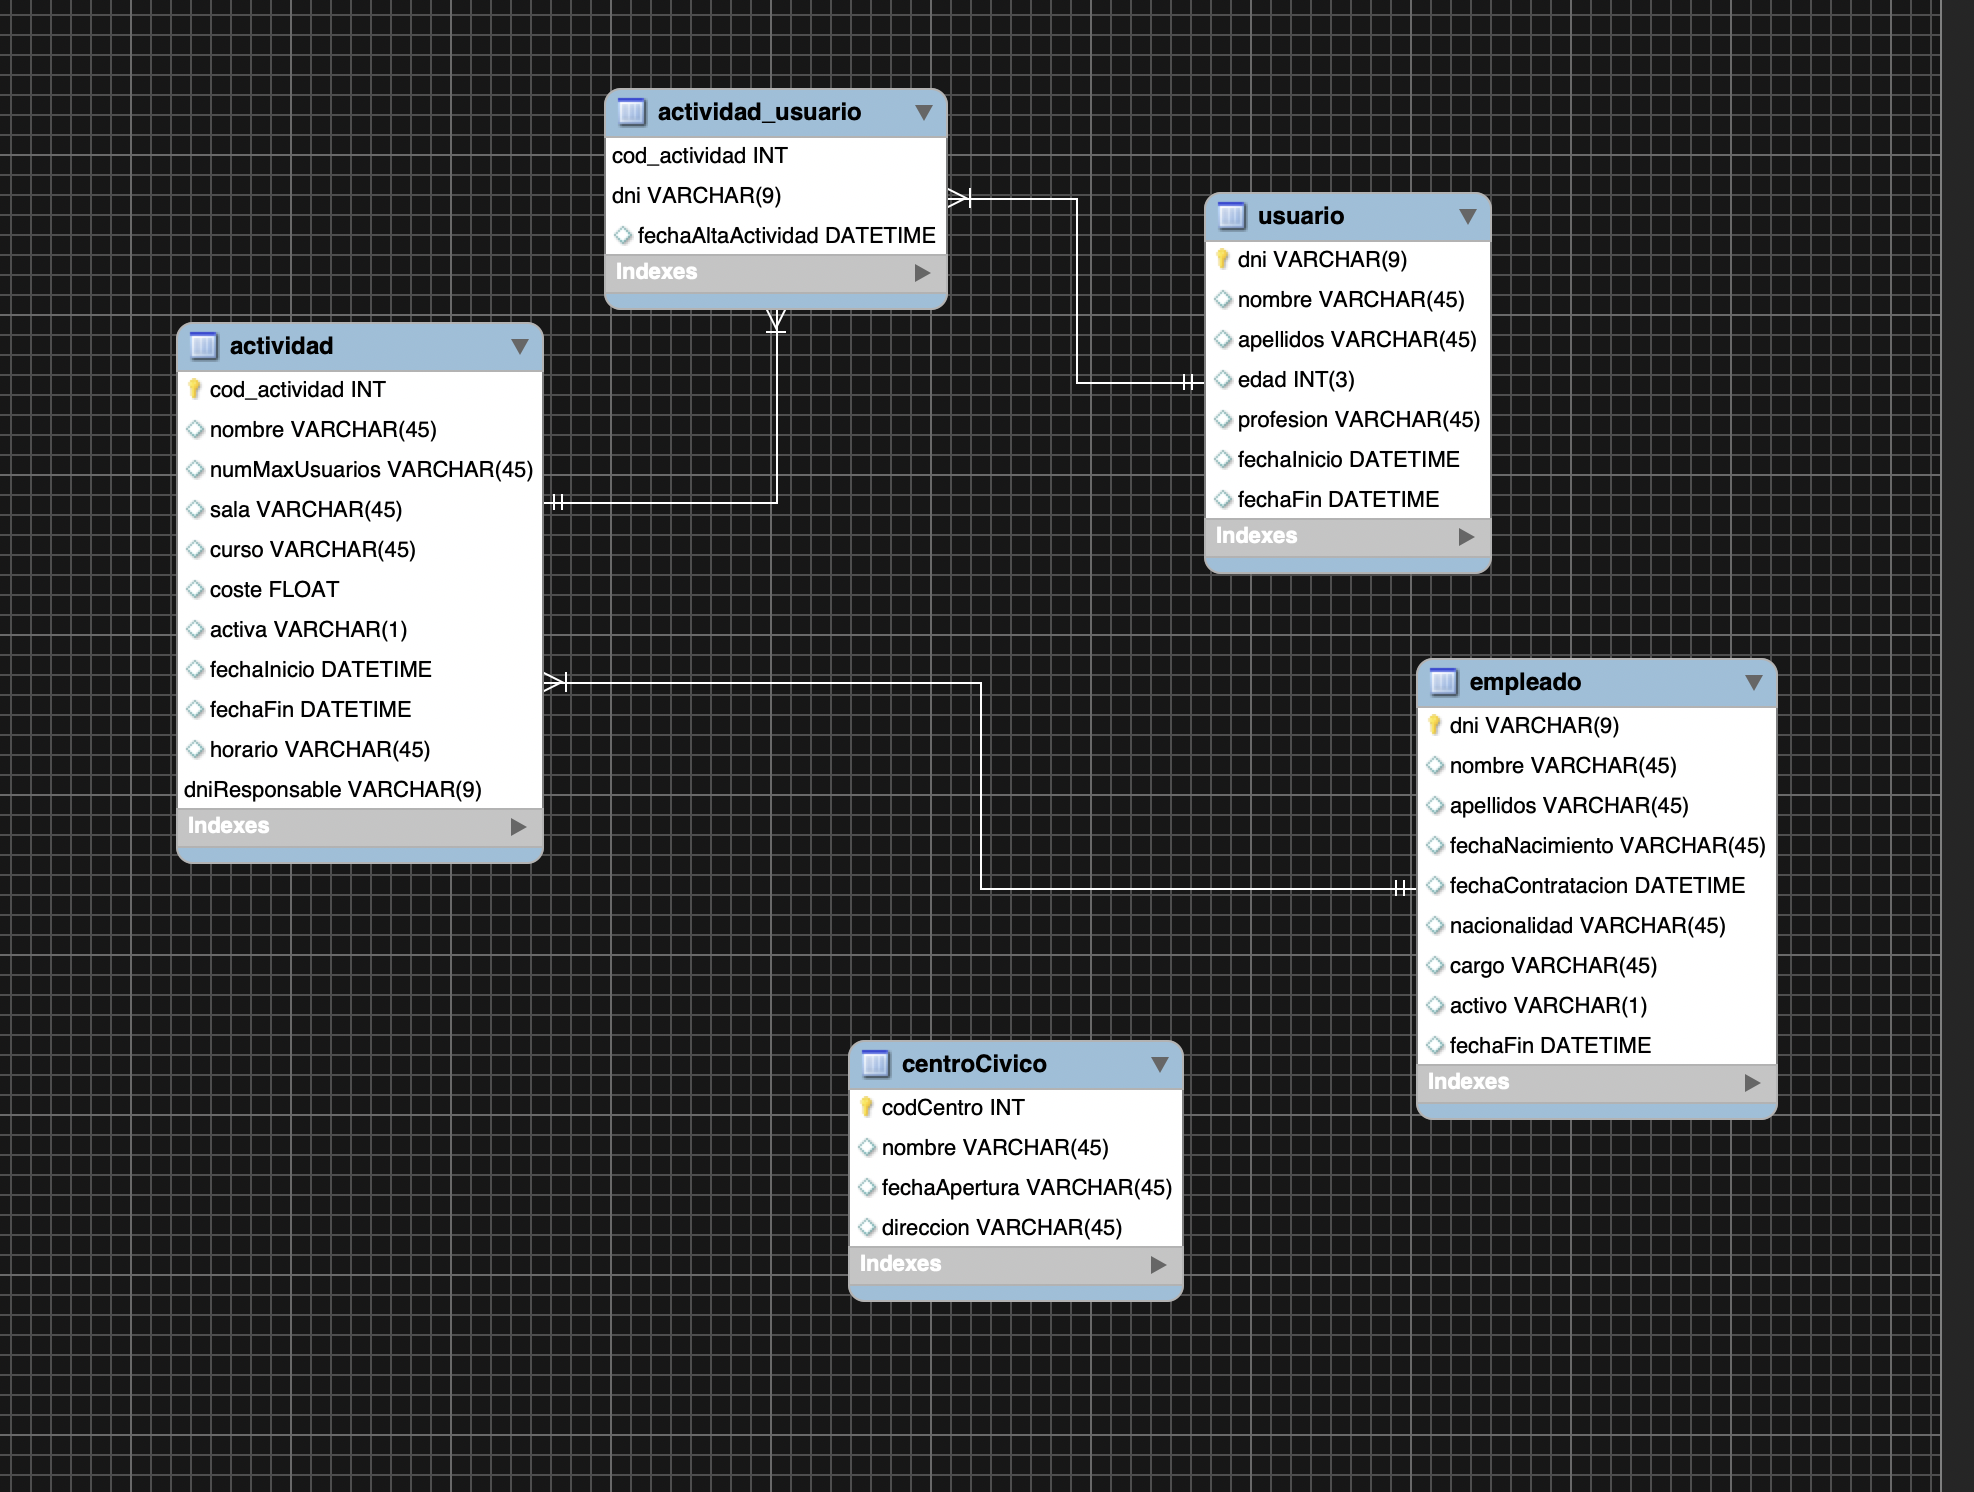 actividad_usuario
cod_actividad INT
dni VARCHAR(9)
fechaAltaActividad DATETIME
Indexes
usuario
dni VARCHAR(9)
nombre VARCHAR(45)
apellidos VARCHAR(45)
edad INT(3)
profesion VARCHAR(45)
fechaInicio DATETIME
fechaFin DATETIME
Indexes
actividad
cod_actividad INT
nombre VARCHAR(45)
numMaxUsuarios VARCHAR(45)
sala VARCHAR(45)
curso VARCHAR(45)
coste FLOAT
activa VARCHAR(1)
fechaInicio DATETIME
fechaFin DATETIME
horario VARCHAR(45)
dniResponsable VARCHAR(9)
Indexes
empleado
dni VARCHAR(9)
nombre VARCHAR(45)
apellidos VARCHAR(45)
fechaNacimiento VARCHAR(45)
fechaContratacion DATETIME
nacionalidad VARCHAR(45)
cargo VARCHAR(45)
activo VARCHAR(1)
fechaFin DATETIME
Indexes
centroCivico
codCentro INT
nombre VARCHAR(45)
fechaApertura VARCHAR(45)
direccion VARCHAR(45)
Indexes